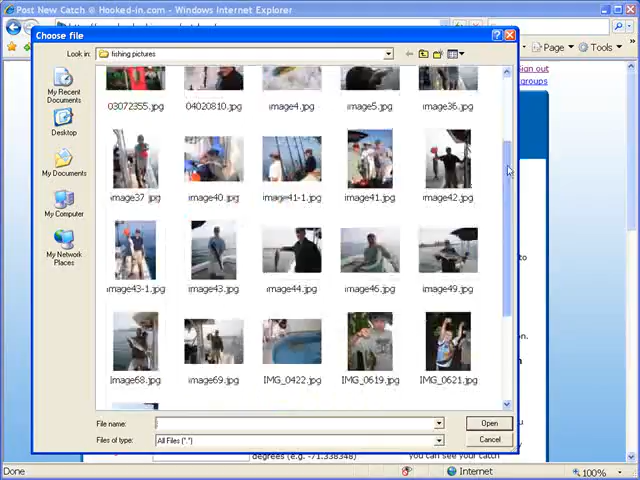 Post New Catch @ Hooked-in.com - Windows Internet Explorer
Choose file
Look in: fishing pictures
Page Tools
Sign out
groups
My Recent Documents
Desktop
My Documents
My Computer
My Network Places
03072355.jpg 04020810.jpg image4.jpg image5.jpg image36.jpg
image37.jpg image40.jpg image41-1.jpg image41.jpg image42.jpg
image43-1.jpg image43.jpg image44.jpg image46.jpg image49.jpg
image68.jpg image69.jpg IMG_0422.jpg IMG_0619.jpg IMG_0621.jpg
to
on.
File name: Open
Files of type: All Files (*.*) Cancel
degrees (e.g. -71.338348) you can see your catch
Done Internet 100%